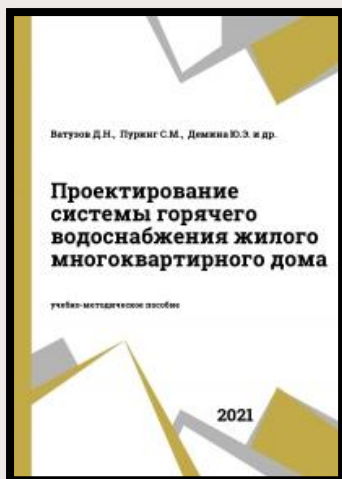 Ватузов Д.Н., Пуринг С.М., Демина Ю.Э. и др.
Проектирование
системы горячего
водоснабжения жилого
многоквартирного дома
учебно-методическое пособие
2021